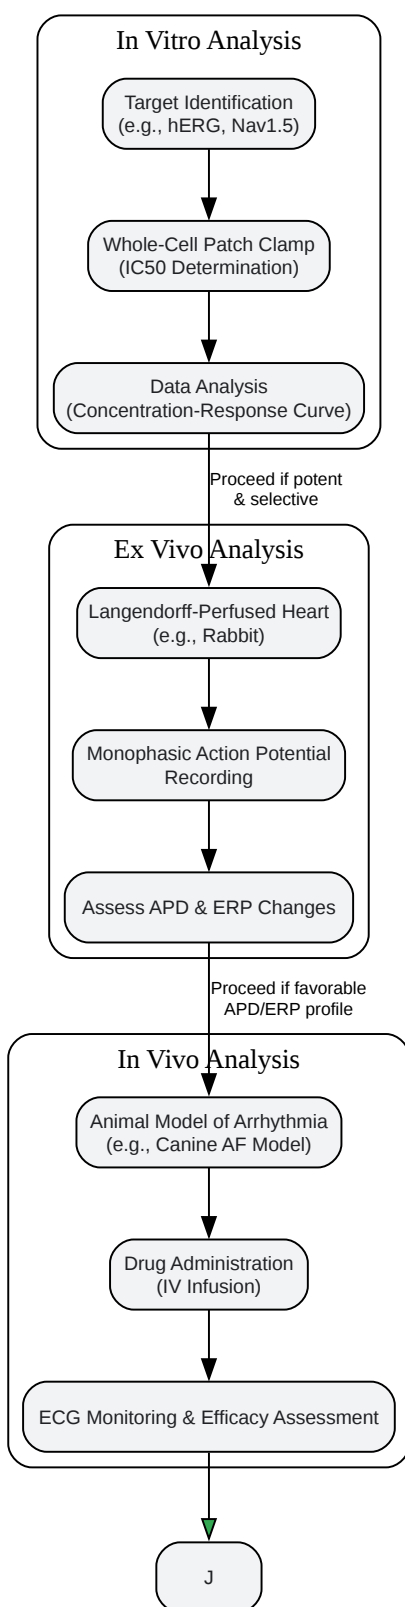 In Vitro Analysis
Target Identification
(e.g., hERG, Nav1.5)
Whole-Cell Patch Clamp
(IC50 Determination)
Data Analysis
(Concentration-Response Curve)
Proceed if potent
& selective
Ex Vivo Analysis
Langendorff-Perfused Heart
(e.g., Rabbit)
Monophasic Action Potential
Recording
Assess APD & ERP Changes
Proceed if favorable
APD/ERP profile
In Vivo Analysis
Animal Model of Arrhythmia
(e.g., Canine AF Model)
Drug Administration
(IV Infusion)
ECG Monitoring & Efficacy Assessment
J